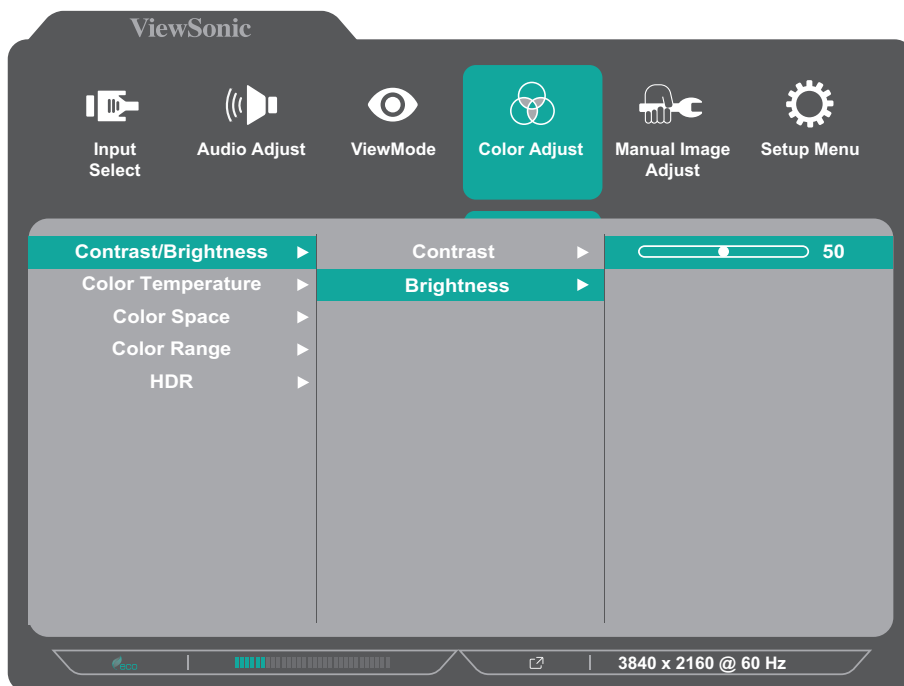 ViewSonic
Input
Select
Audio Adjust
ViewMode
Color Adjust
Manual Image
Adjust
Setup Menu
Contrast/Brightness
Contrast
50
Color Temperature
Brightness
Color Space
Color Range
HDR
eco
3840 x 2160 @ 60 Hz